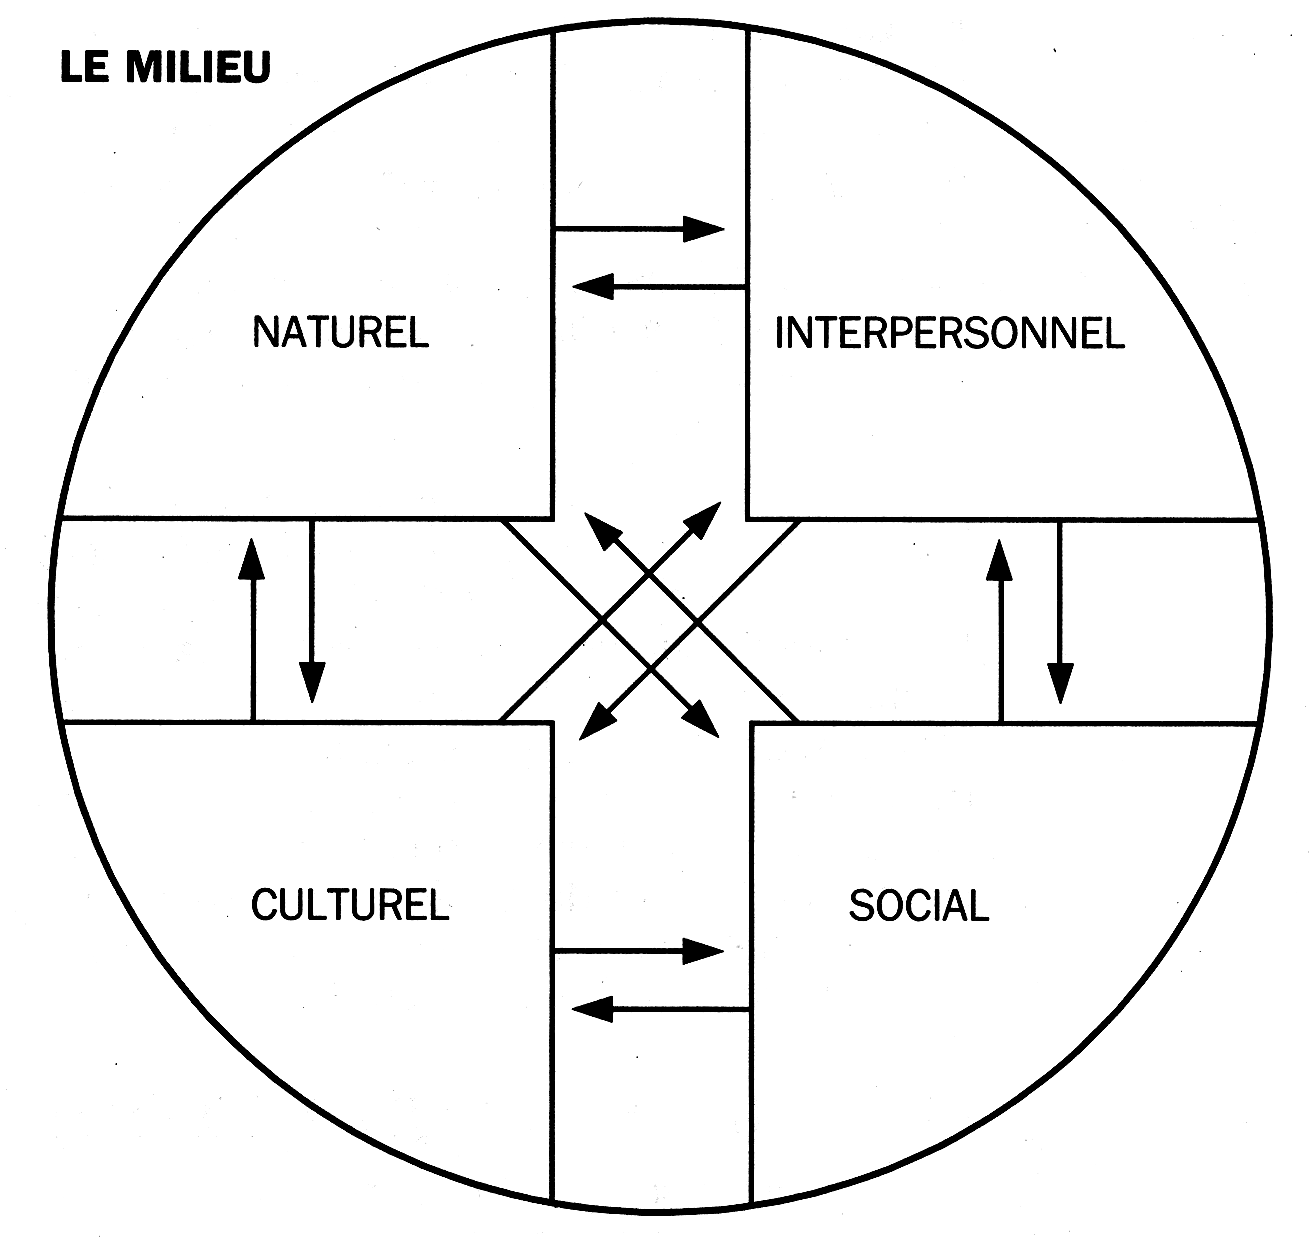 LE MILIEU
NATUREL
INTERPERSONNEL
CULTUREL
SOCIAL